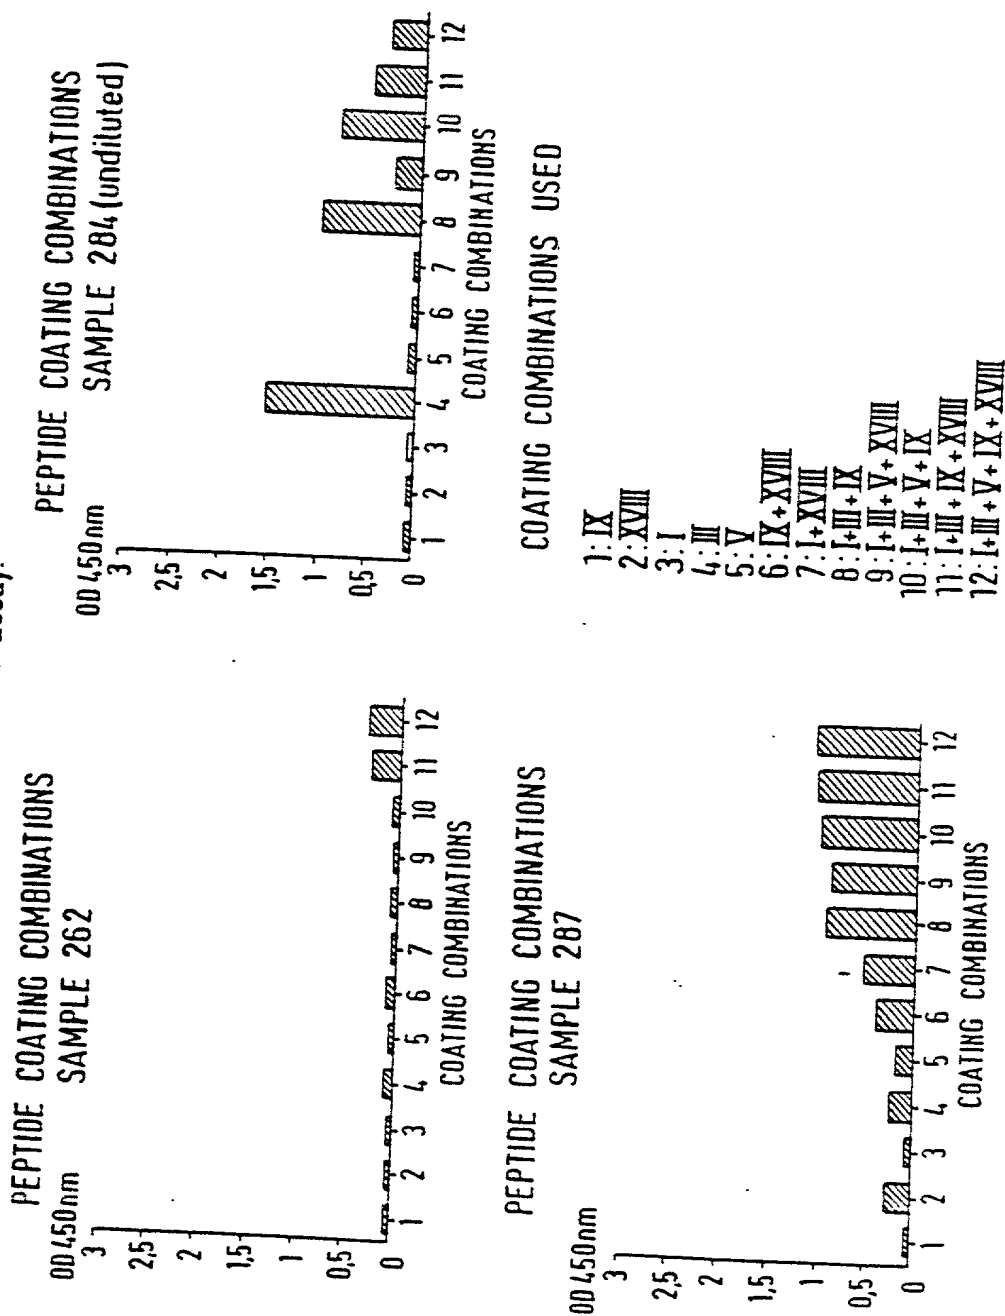 PEPTIDE COATING COMBINATIONS
SAMPLE 262
OD 450nm
3
2,5
2
1,5
1
0,5
0
1 2 3 4 5 6 7 8 9 10 11 12
COATING COMBINATIONS
PEPTIDE COATING COMBINATIONS
SAMPLE 284 (undiluted)
OD 450nm
3
2,5
2
1,5
1
0,5
0
1 2 3 4 5 6 7 8 9 10 11 12
COATING COMBINATIONS
PEPTIDE COATING COMBINATIONS
SAMPLE 287
OD 450nm
3
2,5
2
1,5
1
0,5
0
1 2 3 4 5 6 7 8 9 10 11 12
COATING COMBINATIONS
COATING COMBINATIONS USED
1: IX
2: XVIII
3: I
4: III
5: V
6: IX+XVIII
7: I+XVIII
8: I+III+IX
9: I+III+V+XVIII
10: I+III+V+IX
11: I+III+IX+XVIII
12: I+III+V+IX+XVIII